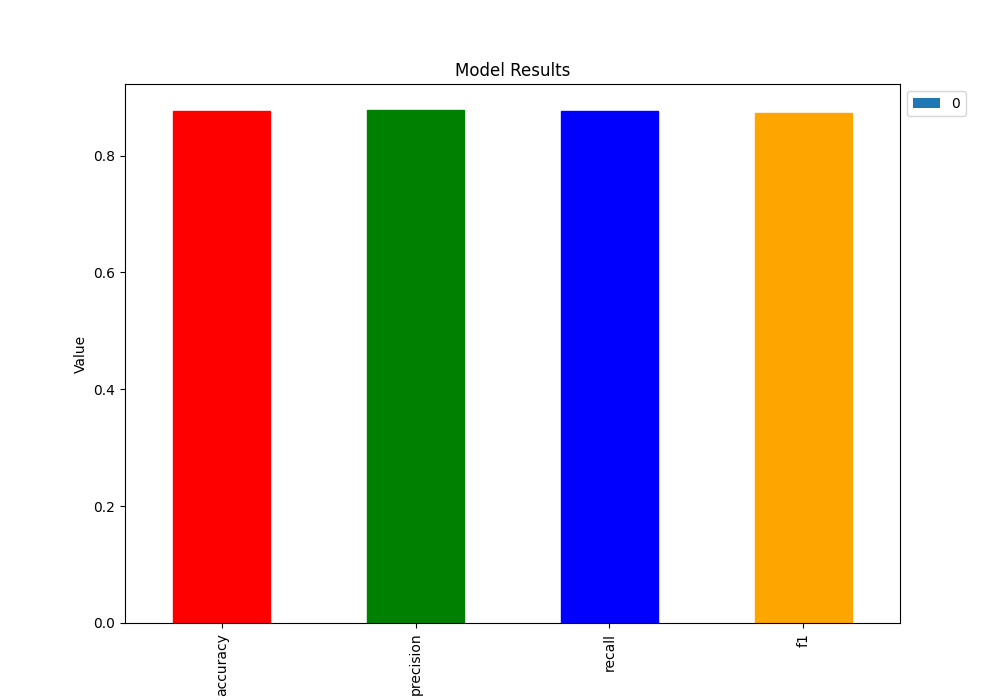 Model Results
0
0.8
0.6
0.4
0.2
0.0
Value
accuracy
precision
recall
f1